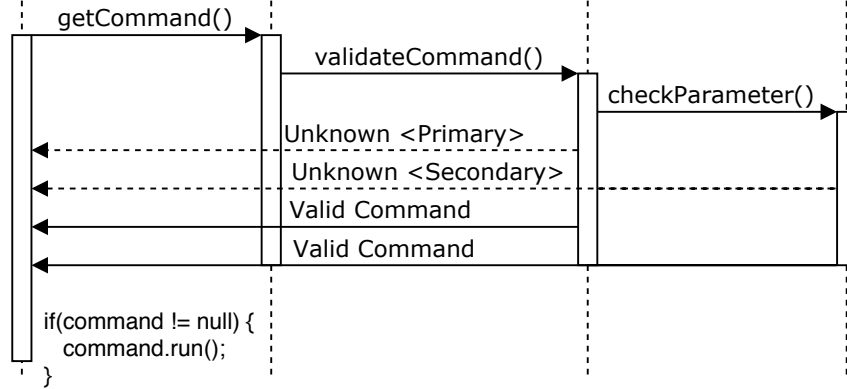 getCommand()
validateCommand()
checkParameter()
Unknown <Primary>
Unknown <Secondary>
Valid Command
Valid Command
if(command != null) {
command.run();
}